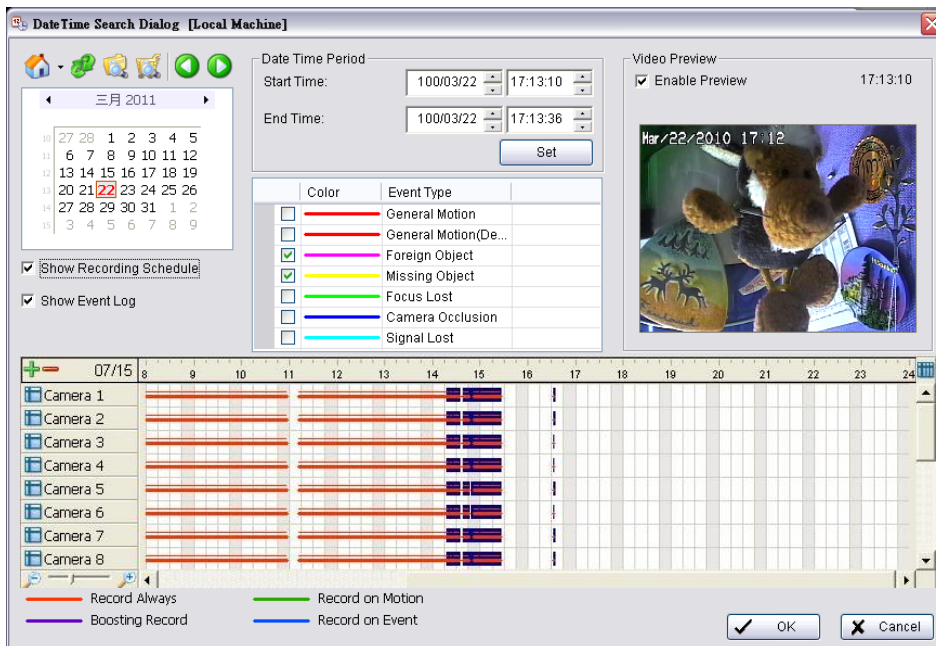 DateTime Search Dialog [Local Machine]
Date Time Period
Start Time: 100/03/22 17:13:10
End Time: 100/03/22 17:13:36
Set
Video Preview
Enable Preview 17:13:10
Mar/22/2010 17:12
三月 2011
10 27 28 1 2 3 4 5
11 6 7 8 9 10 11 12
12 13 14 15 16 17 18 19
13 20 21 22 23 24 25 26
14 27 28 29 30 31 1 2
15 3 4 5 6 7 8 9
Show Recording Schedule
Show Event Log
Color Event Type
General Motion
General Motion(De...
Foreign Object
Missing Object
Focus Lost
Camera Occlusion
Signal Lost
07/15 8 9 10 11 12 13 14 15 16 17 18 19 20 21 22 23 24
Camera 1
Camera 2
Camera 3
Camera 4
Camera 5
Camera 6
Camera 7
Camera 8
Record Always Record on Motion
Boosting Record Record on Event
OK Cancel